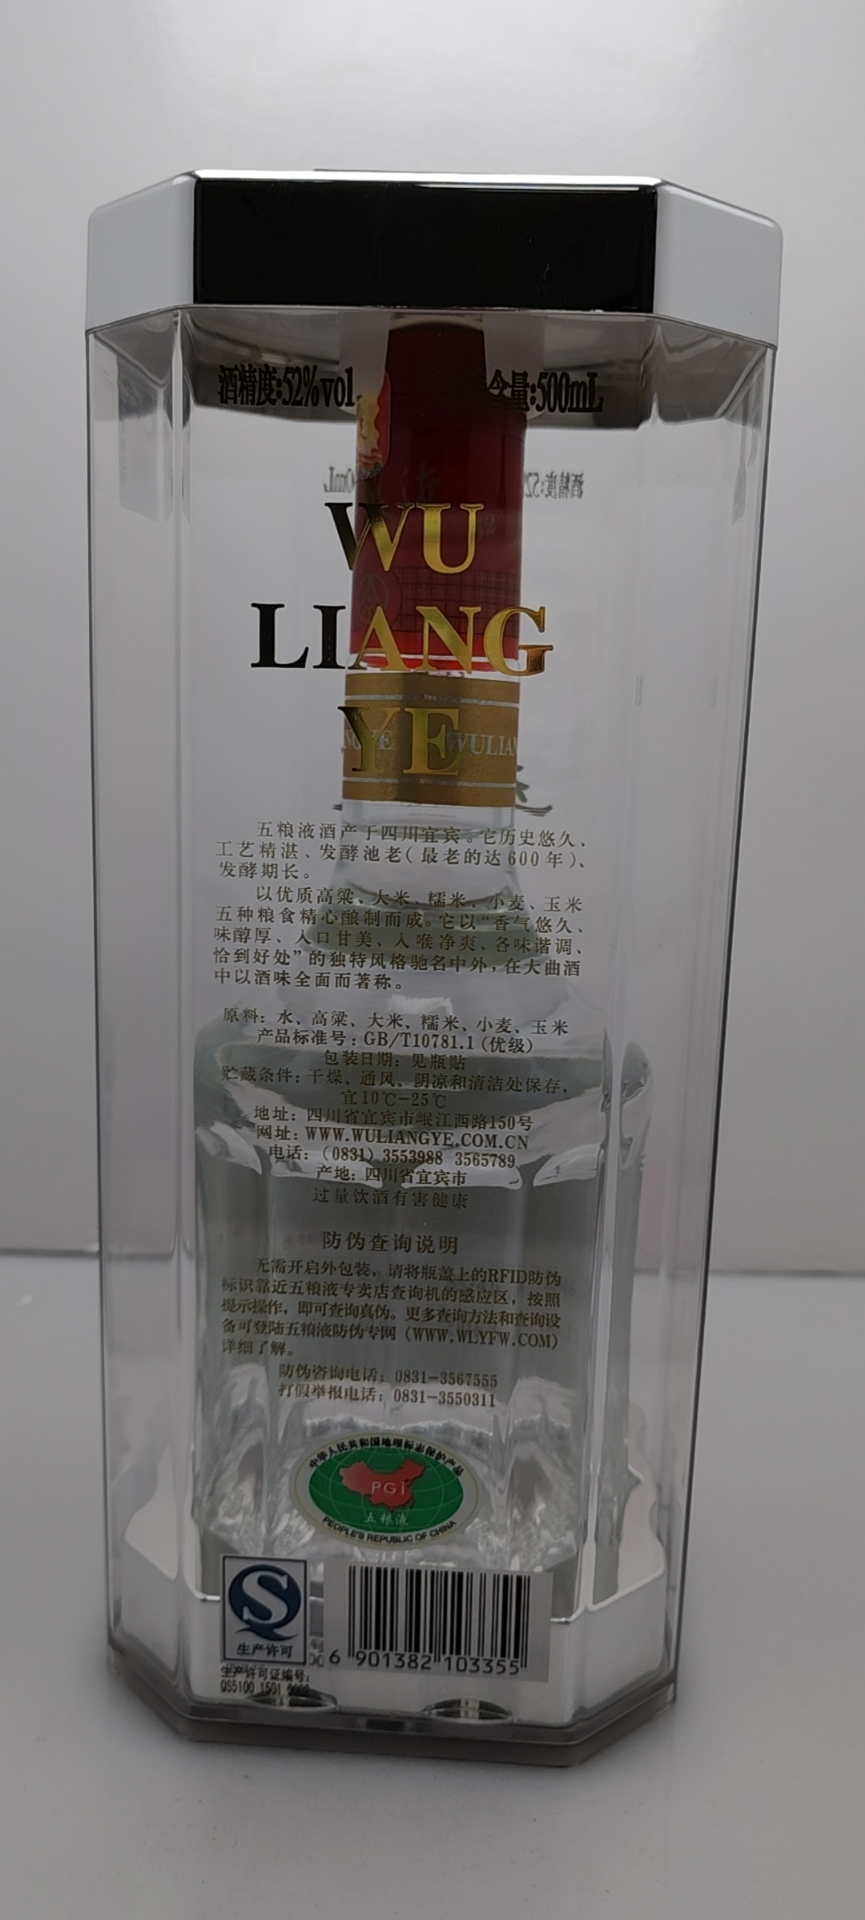 酒精度:52%vol
含量:500mL
WU
LIANG
YE
五粮液酒产于四川宜宾。它历史悠久、
工艺精湛、发酵池老(最老的达600年)、
发酵期长。
以优质高粱、大米、糯米、小麦、玉米
五种粮食精心酿制而成。它以“香气悠久、
味醇厚、入口甘美、入喉净爽、各味谐调、
恰到好处”的独特风格驰名中外,在大曲酒
中以酒味全面而著称。
原料:水、高粱、大米、糯米、小麦、玉米
产品标准号:GB/T10781.1(优级)
包装日期:见瓶贴
贮藏条件:干燥、通风、阴凉和清洁处保存,
宜10℃-25℃
地址:四川省宜宾市岷江西路150号
网址:WWW.WULIANGYE.COM.CN
电话:(0831)3553988 3565789
产地:四川省宜宾市
过量饮酒有害健康
防伪查询说明
无需开启外包装,请将瓶盖上的RFID防伪
标识靠近五粮液专卖店查询机的感应区,按照
提示操作,即可查询真伪。更多查询方法和查询设
备可登陆五粮液防伪专网(WWW.WLYFW.COM)
详细了解。
防伪咨询电话:0831-3567555
打假举报电话:0831-3550311
中华人民共和国地理标志保护产品
PGI
五粮液
PEOPLE'S REPUBLIC OF CHINA
生产许可
6 901382 103355
生产许可证编号:
QS5100 1501